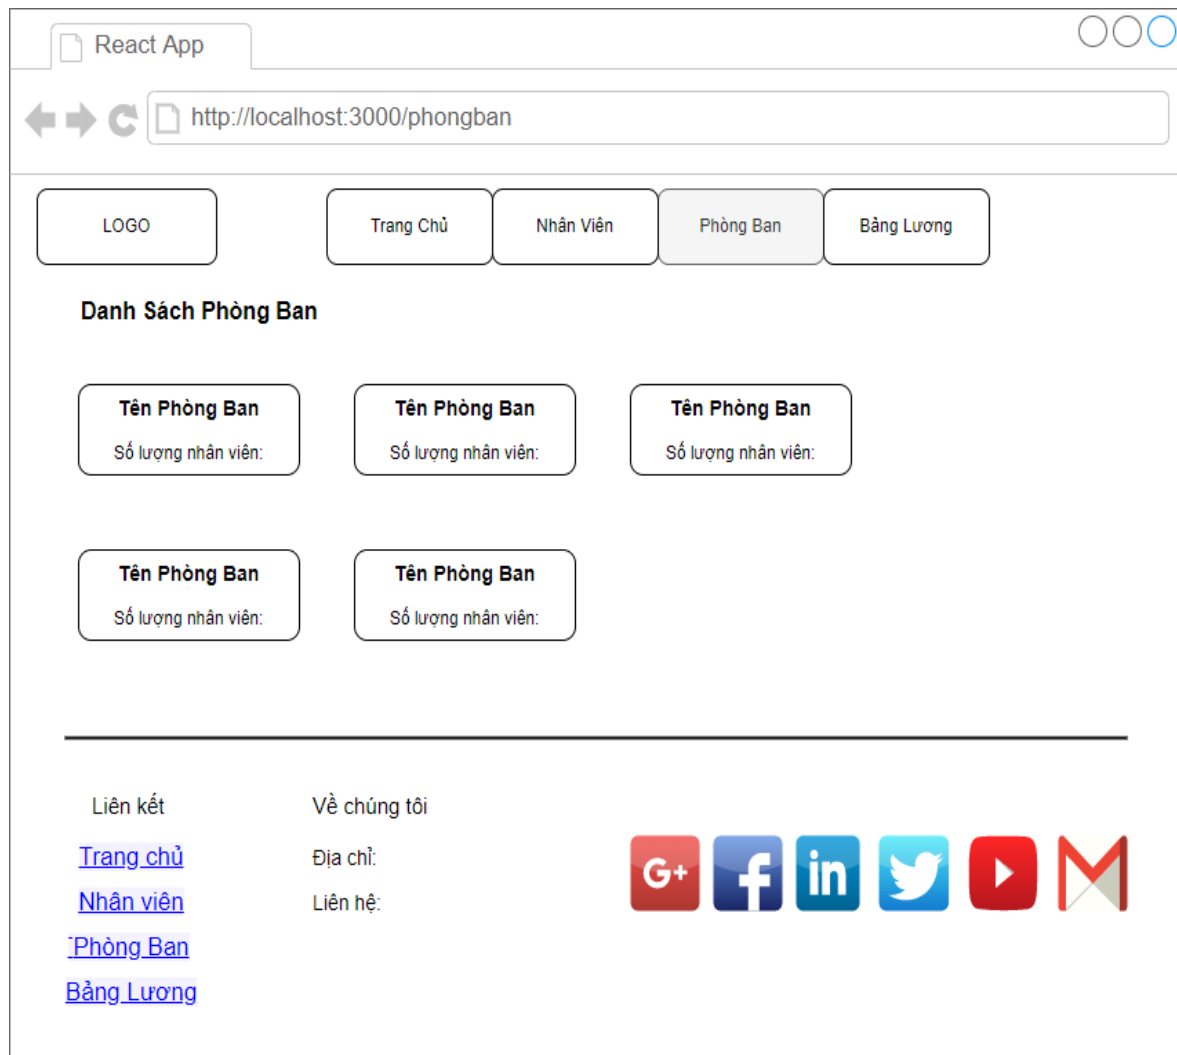 React App
http://localhost:3000/phongban
LOGO
Trang Chủ
Nhân Viên
Phòng Ban
Bảng Lương
Danh Sách Phòng Ban
Tên Phòng Ban
Số lượng nhân viên:
Tên Phòng Ban
Số lượng nhân viên:
Tên Phòng Ban
Số lượng nhân viên:
Tên Phòng Ban
Số lượng nhân viên:
Tên Phòng Ban
Số lượng nhân viên:
Liên kết
Trang chủ
Nhân viên
Phòng Ban
Bảng Lương
Về chúng tôi
Địa chỉ:
Liên hệ:
G+
f
in
M